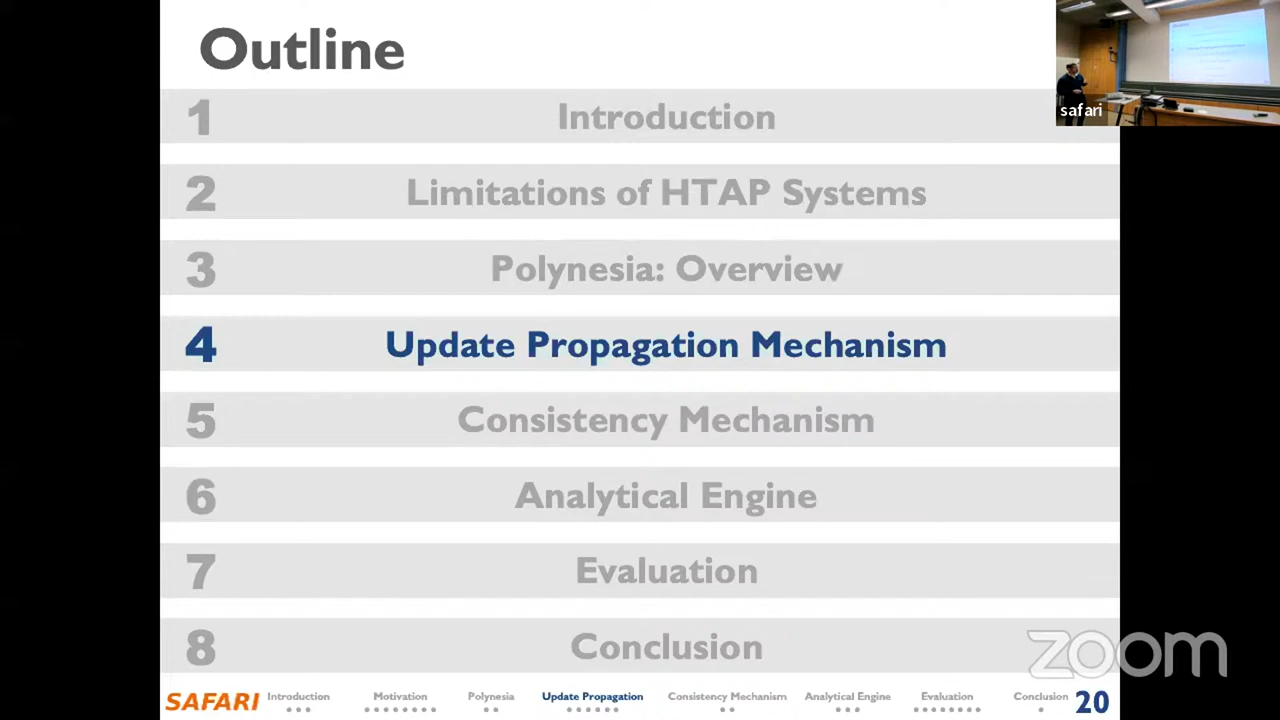 Outline
1 Introduction
2 Limitations of HTAP Systems
3 Polynesia: Overview
4 Update Propagation Mechanism
5 Consistency Mechanism
6 Analytical Engine
7 Evaluation
8 Conclusion
safari
zoom
SAFARI Introduction Motivation Polynesia Update Propagation Consistency Mechanism Analytical Engine Evaluation Conclusion 20